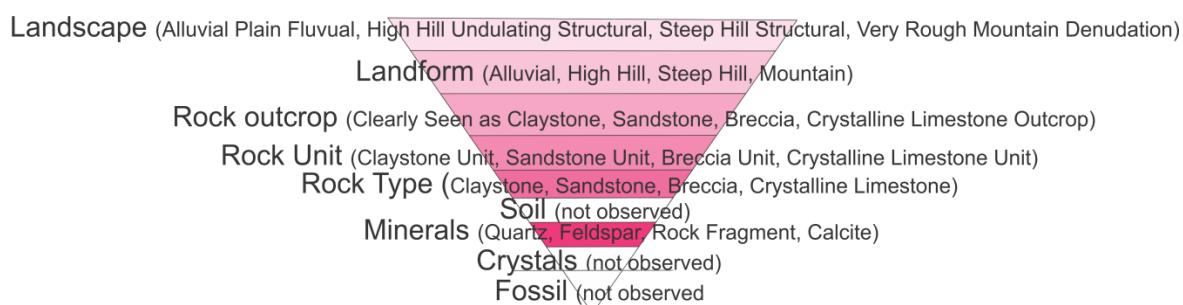 Landscape (Alluvial Plain Fluvual, High Hill Undulating Structural, Steep Hill Structural, Very Rough Mountain Denudation)
Landform (Alluvial, High Hill, Steep Hill, Mountain)
Rock outcrop (Clearly Seen as Claystone, Sandstone, Breccia, Crystalline Limestone Outcrop)
Rock Unit (Claystone Unit, Sandstone Unit, Breccia Unit, Crystalline Limestone Unit)
Rock Type (Claystone, Sandstone, Breccia, Crystalline Limestone)
Soil (not observed)
Minerals (Quartz, Feldspar, Rock Fragment, Calcite)
Crystals (not observed)
Fossil (not observed